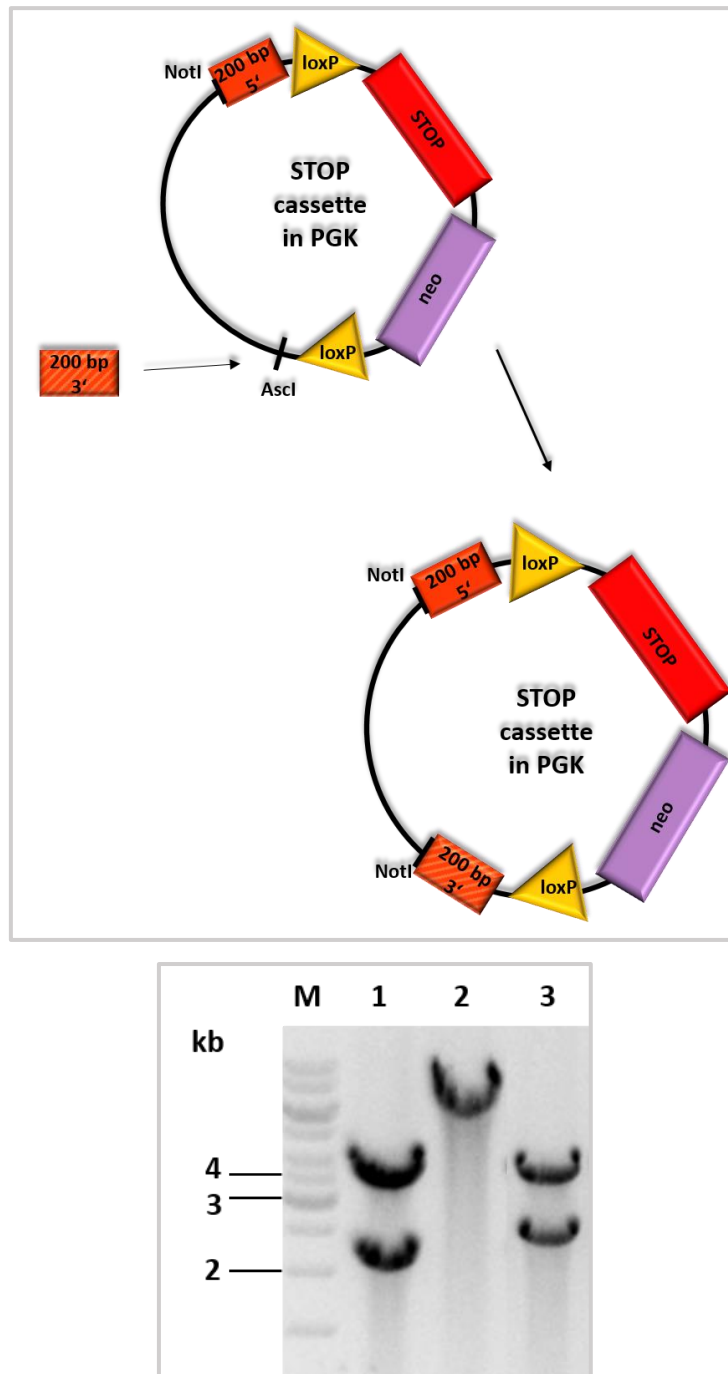 NotI
200 bp
5‘
loxP
STOP
STOP
cassette
in PGK
neo
loxP
AscI
200 bp
3‘
NotI
200 bp
5‘
loxP
STOP
STOP
cassette
in PGK
neo
NotI
200 bp
3‘
loxP
M 1 2 3
kb
4
3
2